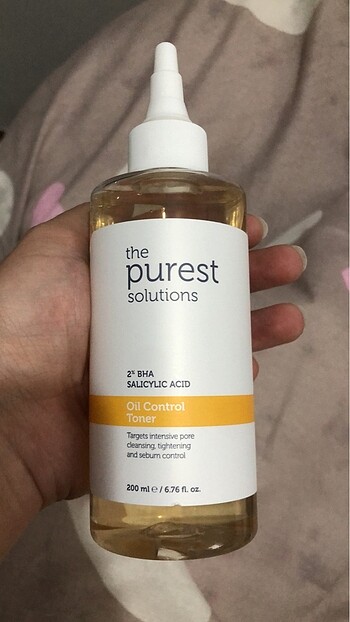 the
purest
solutions
2% BHA
SALICYLIC ACID
Oil Control
Toner
Targets intensive pore
cleansing, tightening
and sebum control
200 ml ℮ / 6.76 fl. oz.